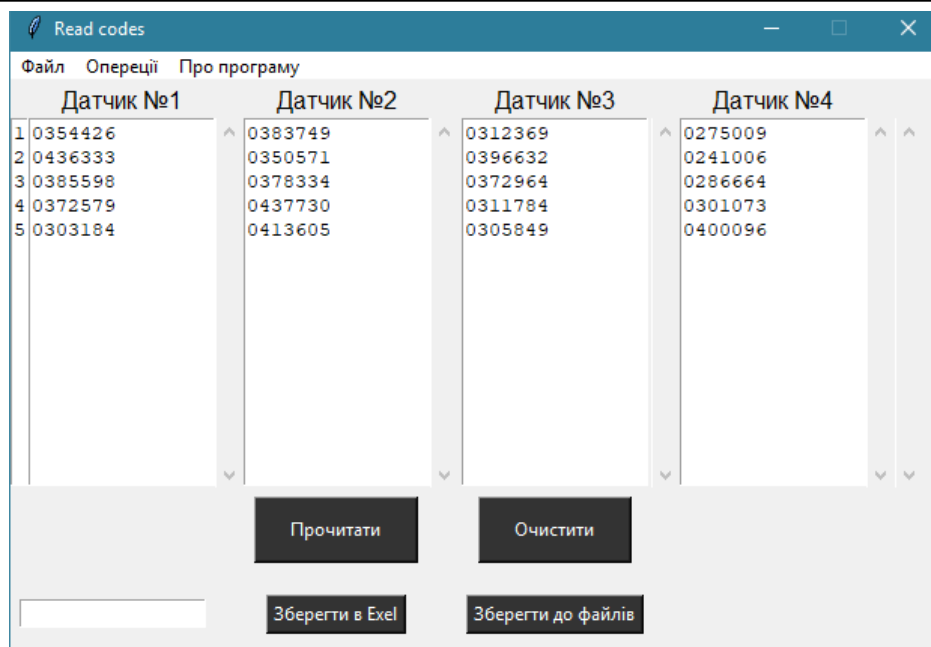 Read codes
Файл Опереції Про програму
Датчик №1 Датчик №2 Датчик №3 Датчик №4
1 0354426 0383749 0312369 0275009
2 0436333 0350571 0396632 0241006
3 0385598 0378334 0372964 0286664
4 0372579 0437730 0311784 0301073
5 0303184 0413605 0305849 0400096
Прочитати Очистити
Зберегти в Exel Зберегти до файлів